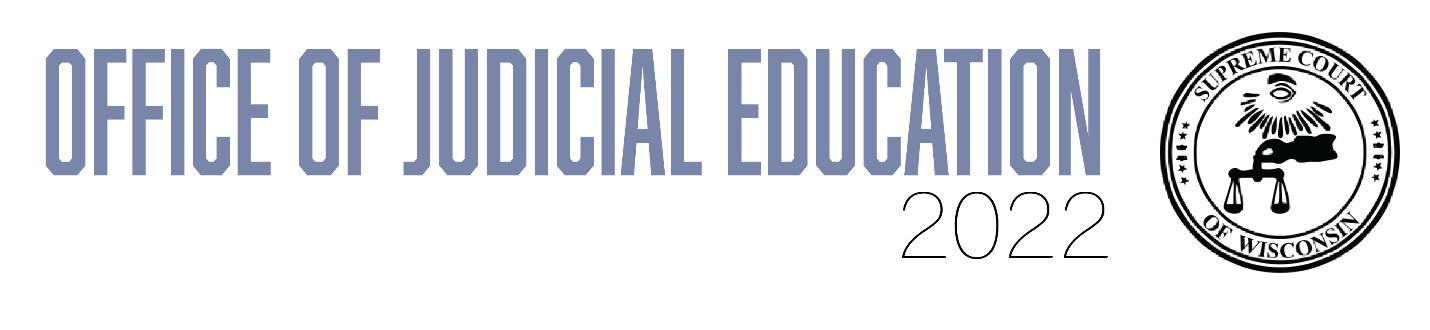 OFFICE OF JUDICIAL EDUCATION
2022
SUPREME COURT
OF WISCONSIN